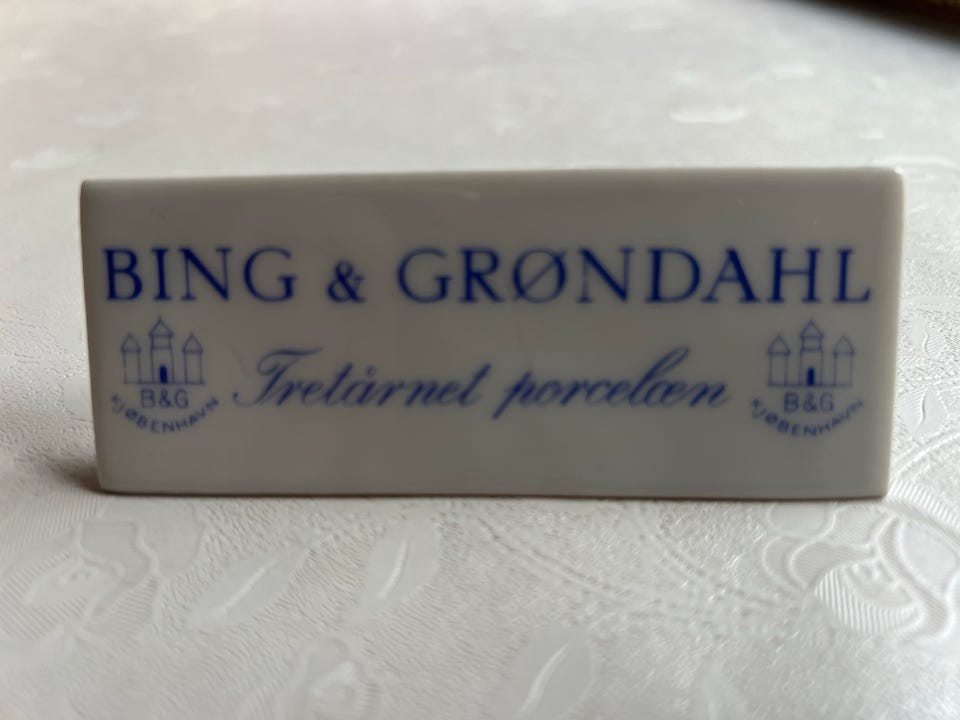 BING & GRØNDAHL
Tretårnet porcelæn
B&G
KJØBENHAVN
B&G
KJØBENHAVN